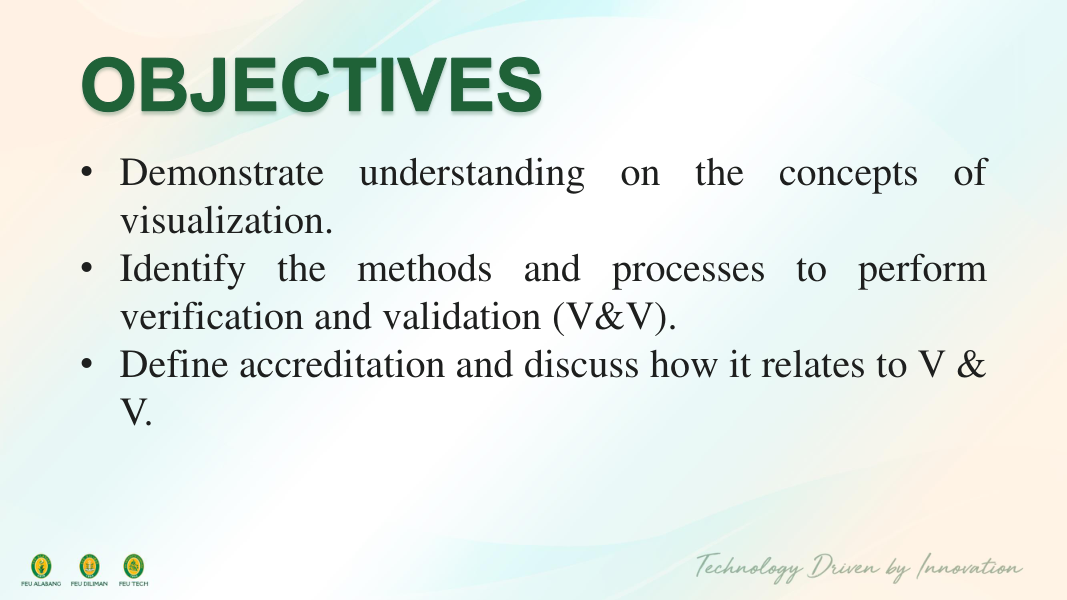 OBJECTIVES
• Demonstrate understanding on the concepts of
visualization.
• Identify the methods and processes to perform
verification and validation (V&V).
• Define accreditation and discuss how it relates to V &
V.
FEU ALABANG FEU DILIMAN FEU TECH
Technology Driven by Innovation